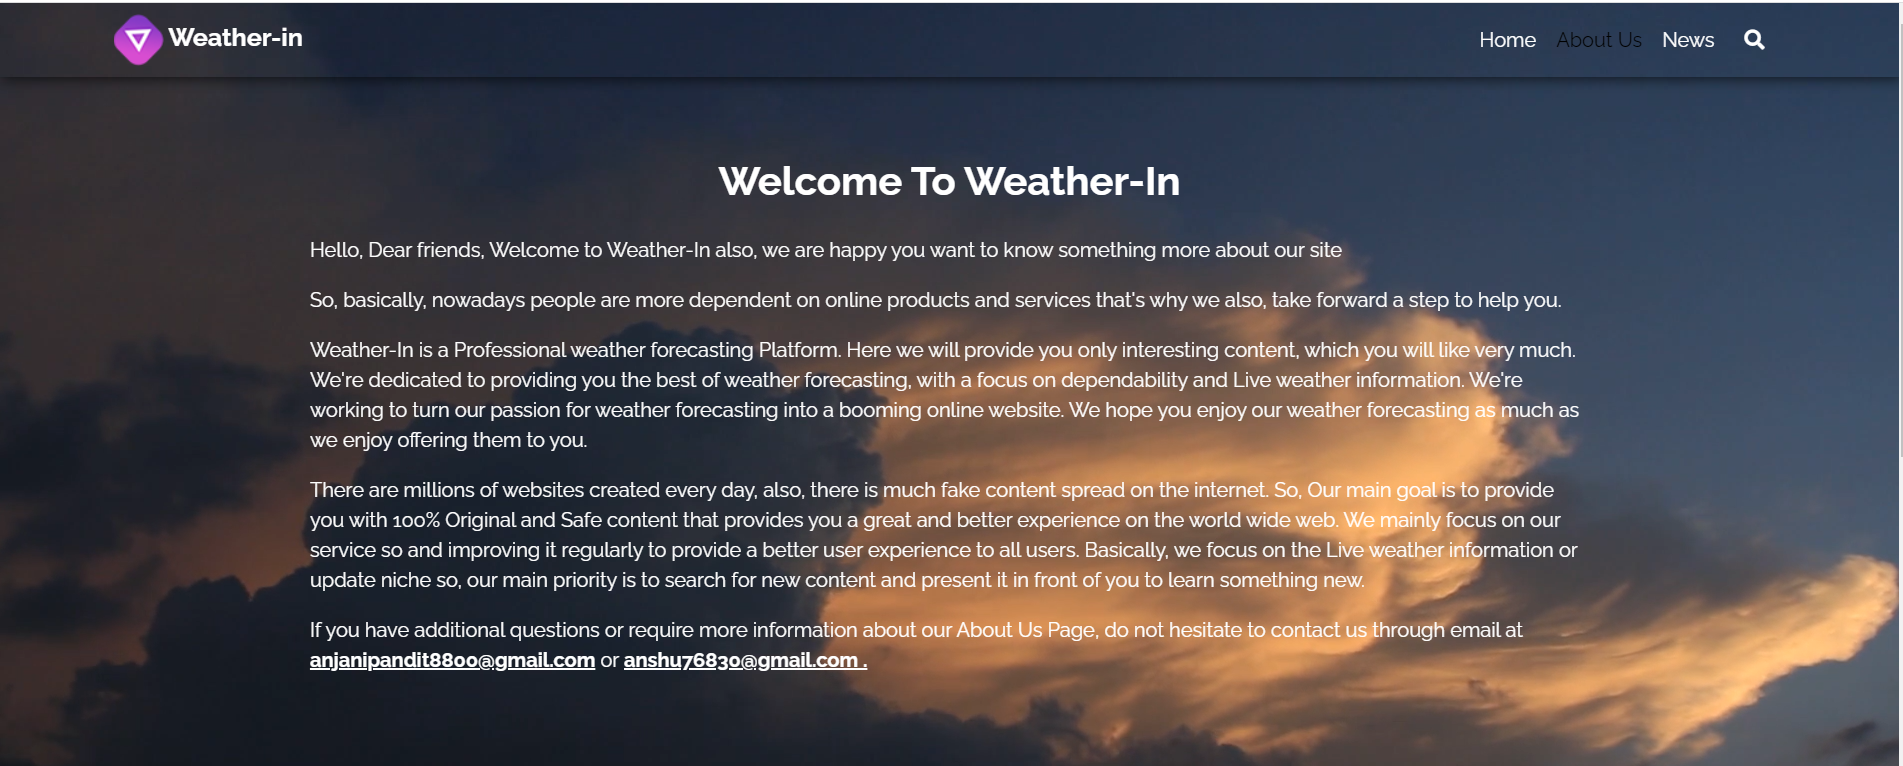 Weather-in
Home About Us News
Welcome To Weather-In
Hello, Dear friends, Welcome to Weather-In also, we are happy you want to know something more about our site
So, basically, nowadays people are more dependent on online products and services that's why we also, take forward a step to help you.
Weather-In is a Professional weather forecasting Platform. Here we will provide you only interesting content, which you will like very much.
We're dedicated to providing you the best of weather forecasting, with a focus on dependability and Live weather information. We're
working to turn our passion for weather forecasting into a booming online website. We hope you enjoy our weather forecasting as much as
we enjoy offering them to you.
There are millions of websites created every day, also, there is much fake content spread on the internet. So, Our main goal is to provide
you with 100% Original and Safe content that provides you a great and better experience on the world wide web. We mainly focus on our
service so and improving it regularly to provide a better user experience to all users. Basically, we focus on the Live weather information or
update niche so, our main priority is to search for new content and present it in front of you to learn something new.
If you have additional questions or require more information about our About Us Page, do not hesitate to contact us through email at
anjanipandit8800@gmail.com or anshu76830@gmail.com .